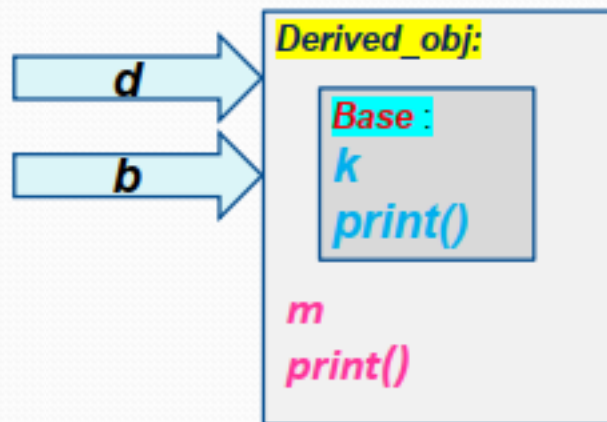 Derived_obj:
d
Base :
b
k
print()
m
print()